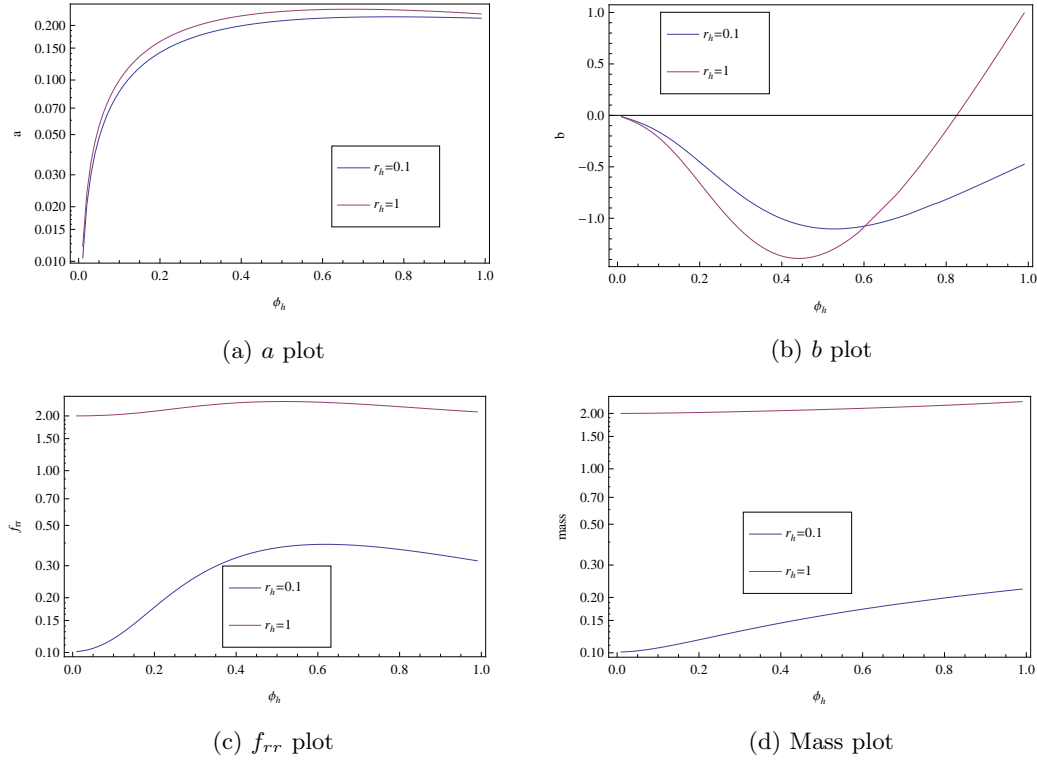 0.200
0.150
0.100
0.070
0.050
0.030
0.020
0.015
0.010
a
r_h=0.1
r_h=1
0.0 0.2 0.4 0.6 0.8 1.0
ϕ_h
(a) a plot
1.0
0.5
0.0
-0.5
-1.0
b
r_h=0.1
r_h=1
0.0 0.2 0.4 0.6 0.8 1.0
ϕ_h
(b) b plot
2.00
1.50
1.00
0.70
0.50
0.30
0.20
0.15
0.10
f_rr
r_h=0.1
r_h=1
0.0 0.2 0.4 0.6 0.8 1.0
ϕ_h
(c) f_rr plot
2.00
1.50
1.00
0.70
0.50
0.30
0.20
0.15
0.10
mass
r_h=0.1
r_h=1
0.0 0.2 0.4 0.6 0.8 1.0
ϕ_h
(d) Mass plot